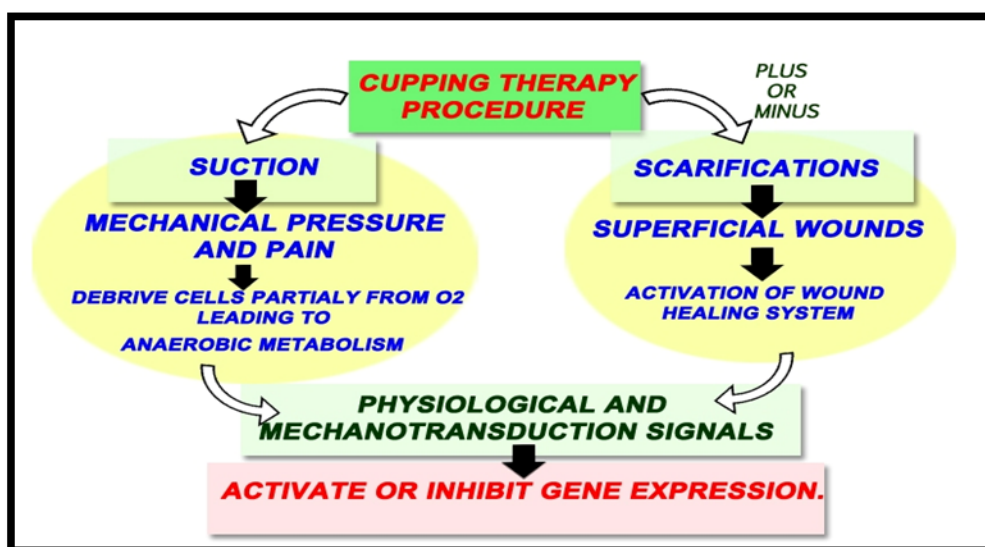 CUPPING THERAPY
PROCEDURE
PLUS
OR
MINUS
SUCTION
MECHANICAL PRESSURE
AND PAIN
DEBRIVE CELLS PARTIALY FROM O2
LEADING TO
ANAEROBIC METABOLISM
SCARIFICATIONS
SUPERFICIAL WOUNDS
ACTIVATION OF WOUND
HEALING SYSTEM
PHYSIOLOGICAL AND
MECHANOTRANSDUCTION SIGNALS
ACTIVATE OR INHIBIT GENE EXPRESSION.